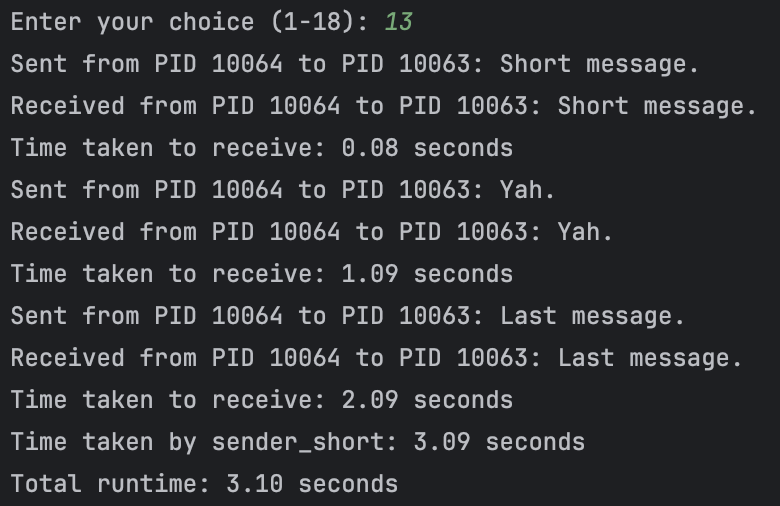 Enter your choice (1-18): 13
Sent from PID 10064 to PID 10063: Short message.
Received from PID 10064 to PID 10063: Short message.
Time taken to receive: 0.08 seconds
Sent from PID 10064 to PID 10063: Yah.
Received from PID 10064 to PID 10063: Yah.
Time taken to receive: 1.09 seconds
Sent from PID 10064 to PID 10063: Last message.
Received from PID 10064 to PID 10063: Last message.
Time taken to receive: 2.09 seconds
Time taken by sender_short: 3.09 seconds
Total runtime: 3.10 seconds